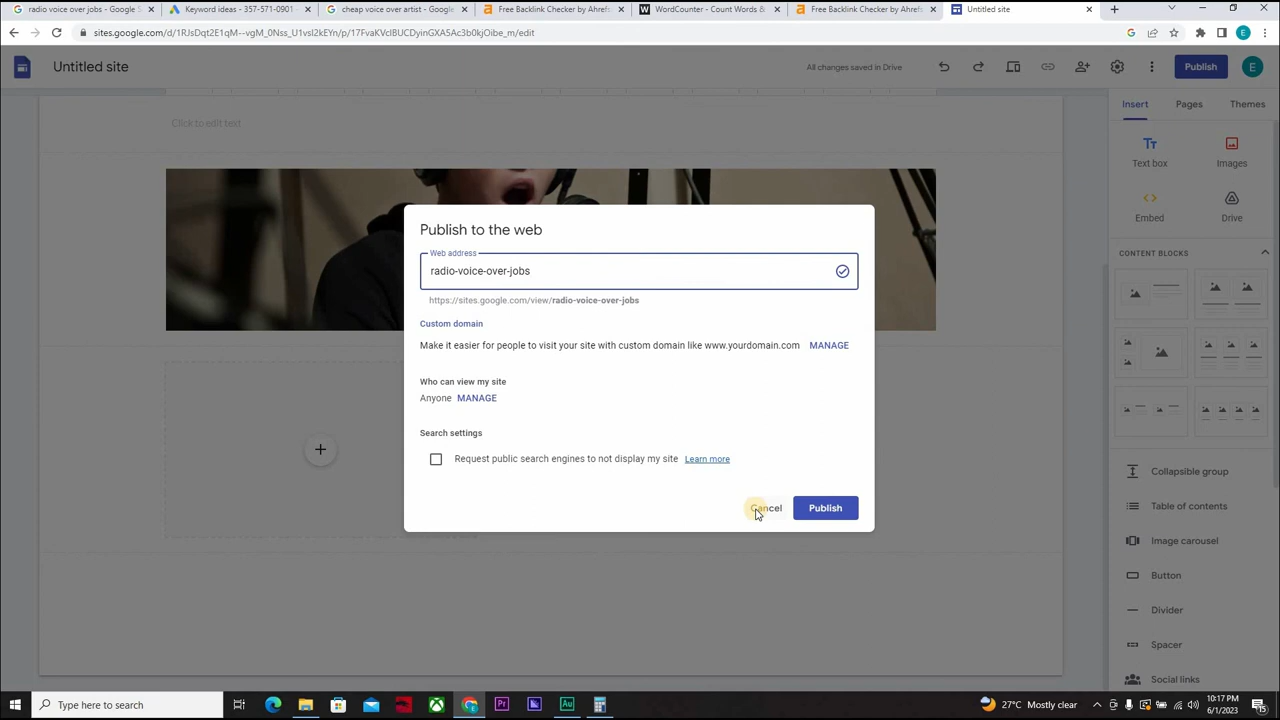 radio voice over jobs - Google S
Keyword ideas - 357-571-0901 -
cheap voice over artist - Google
Free Backlink Checker by Ahrefs
WordCounter - Count Words &
Free Backlink Checker by Ahrefs
Untitled site
sites.google.com/d/1RJsDqt2E1qM--vgM_0Nss_U1vsI2kEYn/p/17FvaKVclBUCDyinGXA5Ac3b0kjOibe_m/edit
E
Untitled site
All changes saved in Drive
Publish
E
Insert
Pages
Themes
Click to edit text
Text box
Images
Embed
Drive
CONTENT BLOCKS
Publish to the web
Web address
radio-voice-over-jobs
https://sites.google.com/view/radio-voice-over-jobs
Custom domain
Make it easier for people to visit your site with custom domain like www.yourdomain.com MANAGE
Who can view my site
Anyone MANAGE
Search settings
Request public search engines to not display my site Learn more
Cancel
Publish
Collapsible group
Table of contents
Image carousel
Button
Divider
Spacer
Social links
Type here to search
Pr
Au
27°C Mostly clear
10:17 PM
6/1/2023